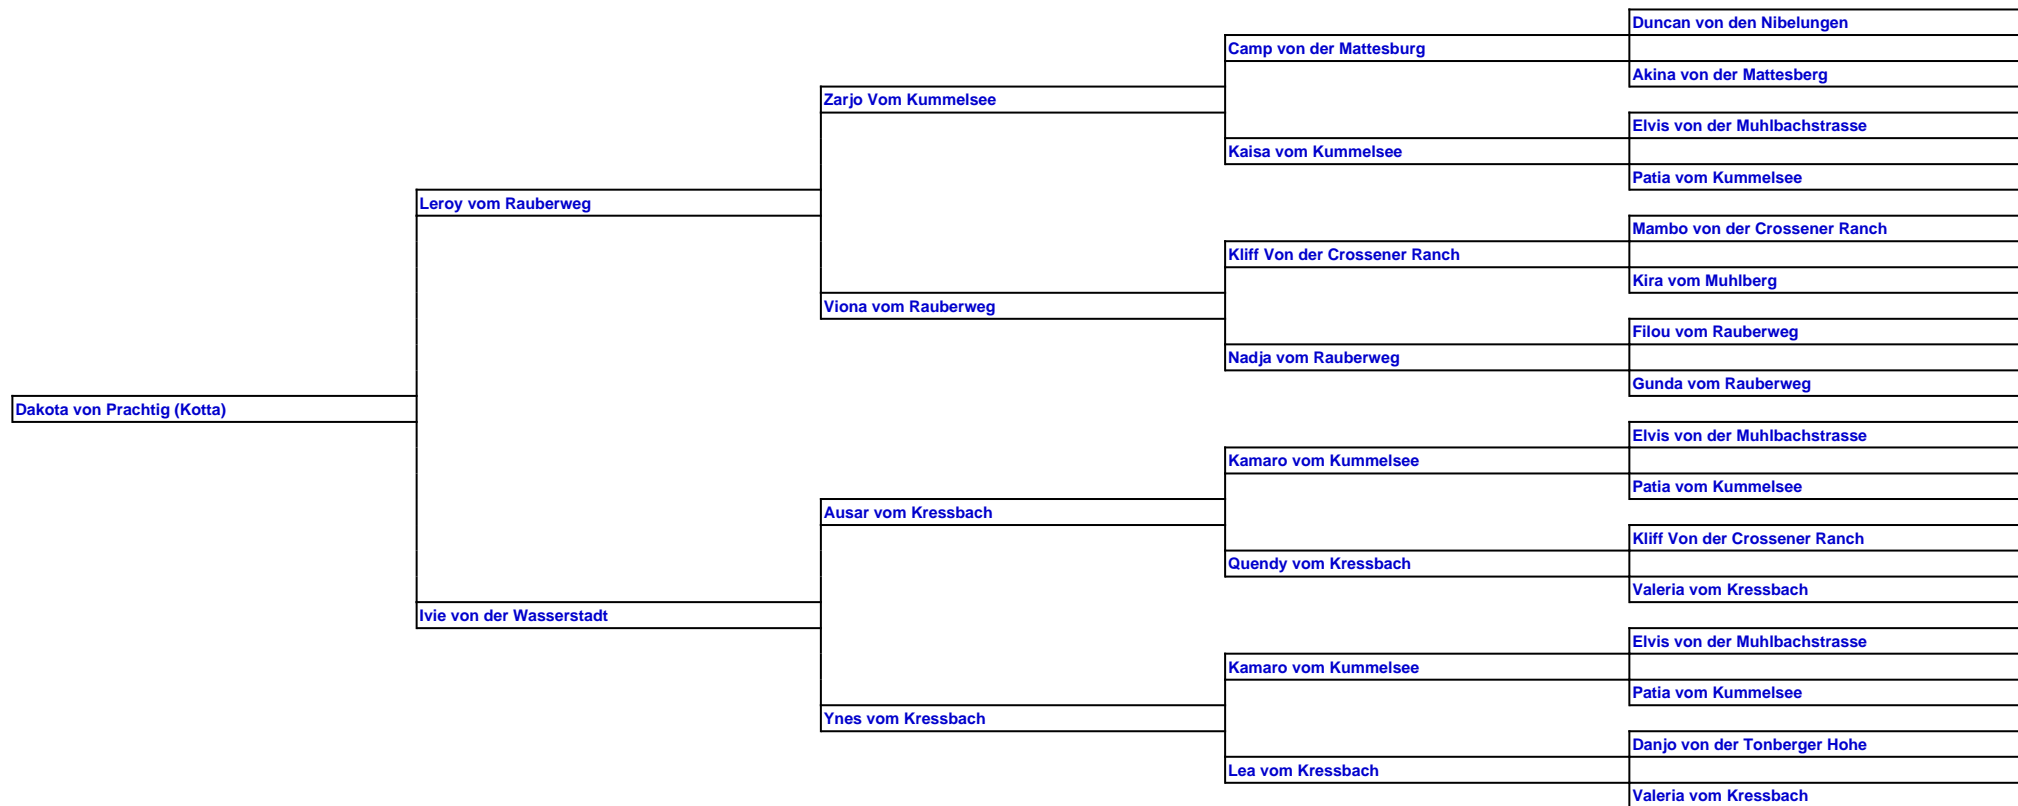 Duncan von den Nibelungen
Camp von der Mattesburg
Akina von der Mattesberg
Zarjo Vom Kummelsee
Elvis von der Muhlbachstrasse
Kaisa vom Kummelsee
Patia vom Kummelsee
Leroy vom Rauberweg
Mambo von der Crossener Ranch
Kliff Von der Crossener Ranch
Kira vom Muhlberg
Viona vom Rauberweg
Filou vom Rauberweg
Nadja vom Rauberweg
Gunda vom Rauberweg
Dakota von Prachtig (Kotta)
Elvis von der Muhlbachstrasse
Kamaro vom Kummelsee
Patia vom Kummelsee
Ausar vom Kressbach
Kliff Von der Crossener Ranch
Quendy vom Kressbach
Valeria vom Kressbach
Ivie von der Wasserstadt
Elvis von der Muhlbachstrasse
Kamaro vom Kummelsee
Patia vom Kummelsee
Ynes vom Kressbach
Danjo von der Tonberger Hohe
Lea vom Kressbach
Valeria vom Kressbach